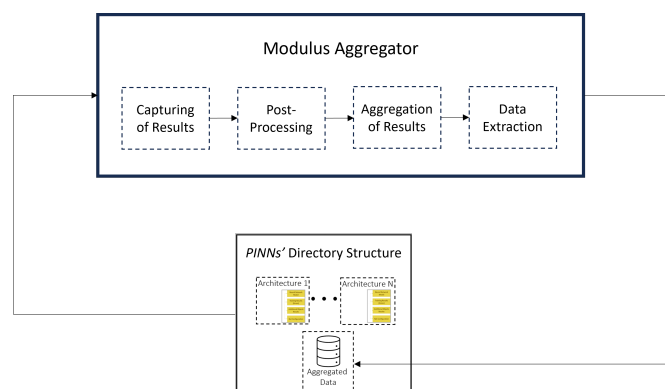 Modulus Aggregator
Capturing
of Results
Post-
Processing
Aggregation
of Results
Data
Extraction
PINNs’ Directory Structure
Architecture 1
Architecture N
Aggregated
Data